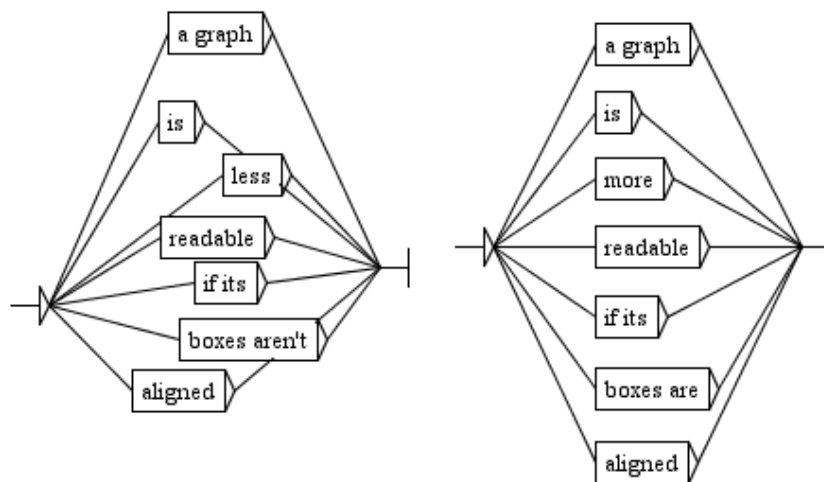 a graph
is
less
readable
if its
boxes aren't
aligned
a graph
is
more
readable
if its
boxes are
aligned